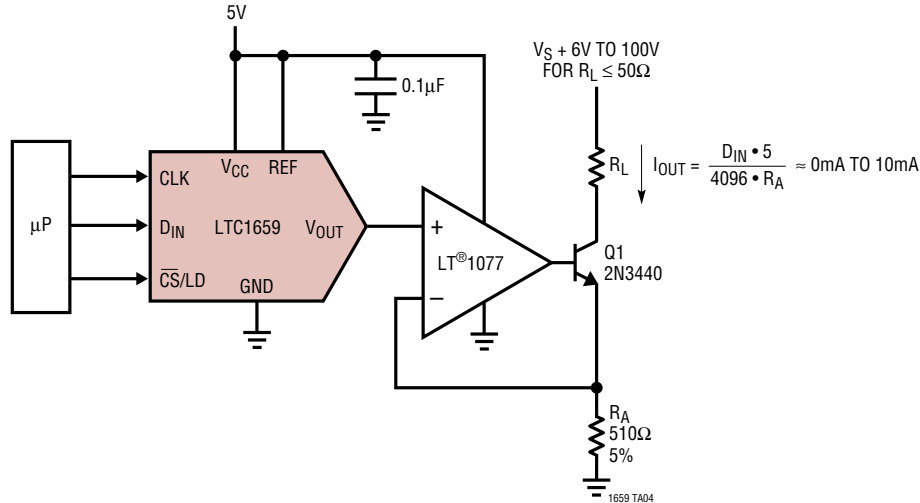 5V
0.1µF
V_S + 6V TO 100V
FOR R_L ≤ 50Ω
µP
CLK
D_IN
CS/LD
V_CC
REF
LTC1659
V_OUT
GND
+
−
LT®1077
R_L
I_OUT = D_IN • 5 / 4096 • R_A ≈ 0mA TO 10mA
Q1
2N3440
R_A
510Ω
5%
1659 TA04